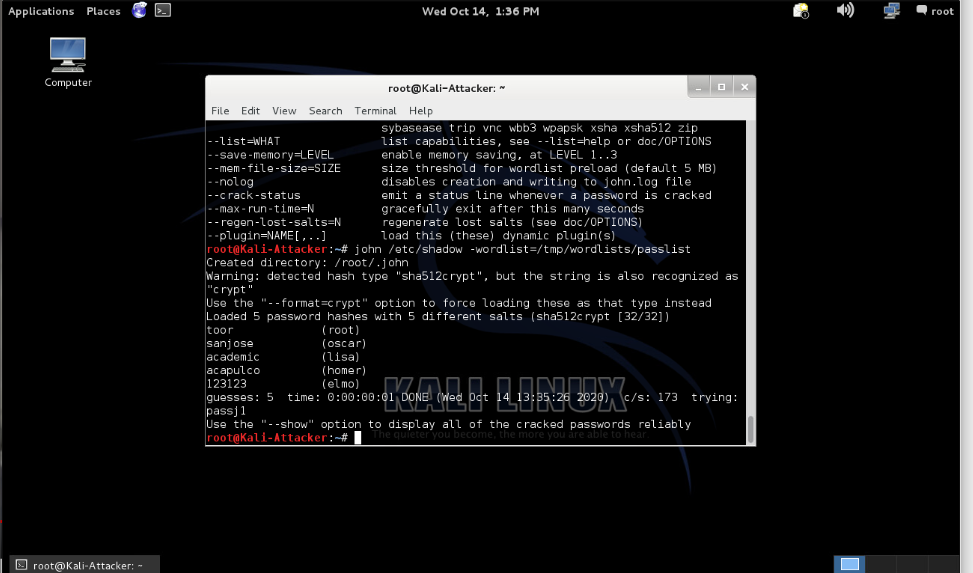 Applications Places Wed Oct 14, 1:36 PM root
Computer
root@Kali-Attacker: ~
File Edit View Search Terminal Help
sybasease trip vnc wbb3 wpapsk xsha xsha512 zip
--list=WHAT list capabilities, see --list=help or doc/OPTIONS
--save-memory=LEVEL enable memory saving, at LEVEL 1..3
--mem-file-size=SIZE size threshold for wordlist preload (default 5 MB)
--nolog disables creation and writing to john.log file
--crack-status emit a status line whenever a password is cracked
--max-run-time=N gracefully exit after this many seconds
--regen-lost-salts=N regenerate lost salts (see doc/OPTIONS)
--plugin=NAME[,..] load this (these) dynamic plugin(s)
root@Kali-Attacker:~# john /etc/shadow -wordlist=/tmp/wordlists/passlist
Created directory: /root/.john
Warning: detected hash type "sha512crypt", but the string is also recognized as
"crypt"
Use the "--format=crypt" option to force loading these as that type instead
Loaded 5 password hashes with 5 different salts (sha512crypt [32/32])
toor (root)
sanjose (oscar)
academic (lisa)
acapulco (homer)
123123 (elmo)
guesses: 5 time: 0:00:00:01 DONE (Wed Oct 14 13:35:26 2020) c/s: 173 trying:
passj1
Use the "--show" option to display all of the cracked passwords reliably
root@Kali-Attacker:~#
KALI LINUX
The quieter you become, the more you are able to hear.
root@Kali-Attacker: ~